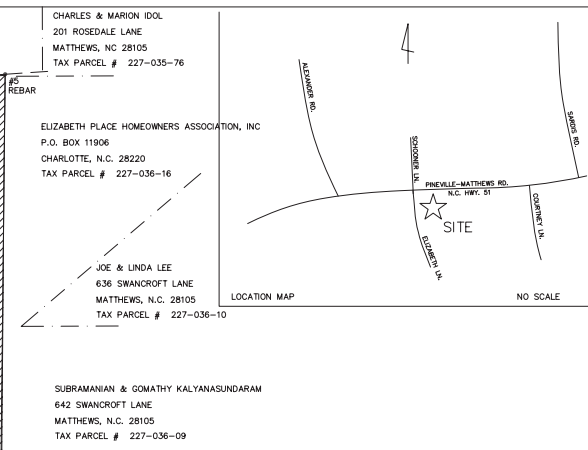 CHARLES & MARION IDOL
201 ROSEDALE LANE
MATTHEWS, NC 28105
TAX PARCEL # 227-035-76
#5
REBAR
ELIZABETH PLACE HOMEOWNERS ASSOCIATION, INC
P.O. BOX 11906
CHARLOTTE, N.C. 28220
TAX PARCEL # 227-036-16
JOE & LINDA LEE
636 SWANCROFT LANE
MATTHEWS, N.C. 28105
TAX PARCEL # 227-036-10
SUBRAMANIAN & GOMATHY KALYANASUNDARAM
642 SWANCROFT LANE
MATTHEWS, N.C. 28105
TAX PARCEL # 227-036-09
ALEXANDER RD.
SCHOONER LN.
SARDIS RD.
PINEVILLE-MATTHEWS RD.
N.C. HWY. 51
COURTNEY LN.
SITE
ELIZABETH LN.
LOCATION MAP
NO SCALE